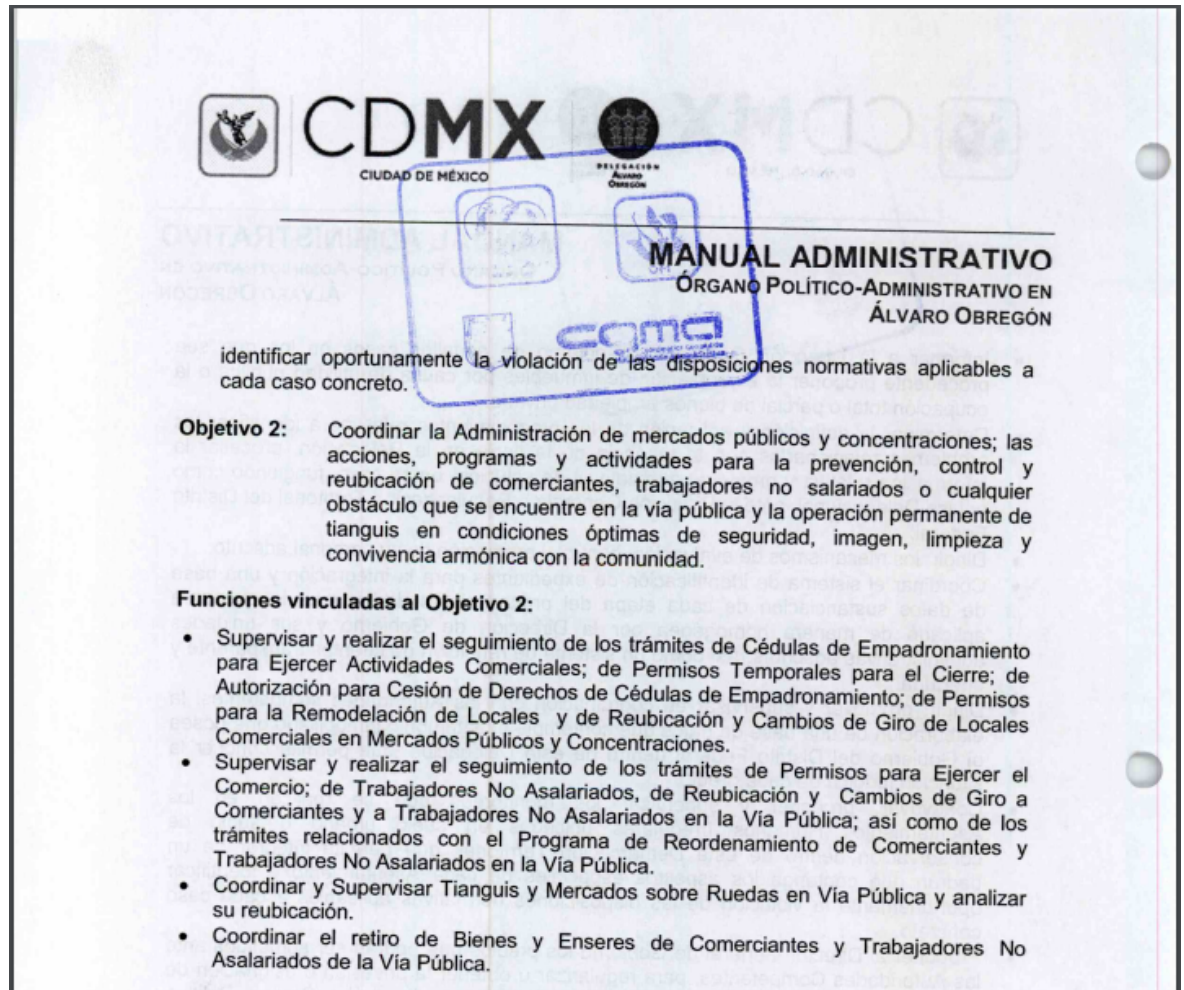 CDMX
CIUDAD DE MÉXICO
DELEGACIÓN
ÁLVARO
OBREGÓN
cgma
MANUAL ADMINISTRATIVO
ÓRGANO POLÍTICO-ADMINISTRATIVO EN
ÁLVARO OBREGÓN
identificar oportunamente la violación de las disposiciones normativas aplicables a
cada caso concreto.
Objetivo 2: Coordinar la Administración de mercados públicos y concentraciones; las
acciones, programas y actividades para la prevención, control y
reubicación de comerciantes, trabajadores no salariados o cualquier
obstáculo que se encuentre en la vía pública y la operación permanente de
tianguis en condiciones óptimas de seguridad, imagen, limpieza y
convivencia armónica con la comunidad.
Funciones vinculadas al Objetivo 2:
• Supervisar y realizar el seguimiento de los trámites de Cédulas de Empadronamiento
para Ejercer Actividades Comerciales; de Permisos Temporales para el Cierre; de
Autorización para Cesión de Derechos de Cédulas de Empadronamiento; de Permisos
para la Remodelación de Locales y de Reubicación y Cambios de Giro de Locales
Comerciales en Mercados Públicos y Concentraciones.
• Supervisar y realizar el seguimiento de los trámites de Permisos para Ejercer el
Comercio; de Trabajadores No Asalariados, de Reubicación y Cambios de Giro a
Comerciantes y a Trabajadores No Asalariados en la Vía Pública; así como de los
trámites relacionados con el Programa de Reordenamiento de Comerciantes y
Trabajadores No Asalariados en la Vía Pública.
• Coordinar y Supervisar Tianguis y Mercados sobre Ruedas en Vía Pública y analizar
su reubicación.
• Coordinar el retiro de Bienes y Enseres de Comerciantes y Trabajadores No
Asalariados de la Vía Pública.